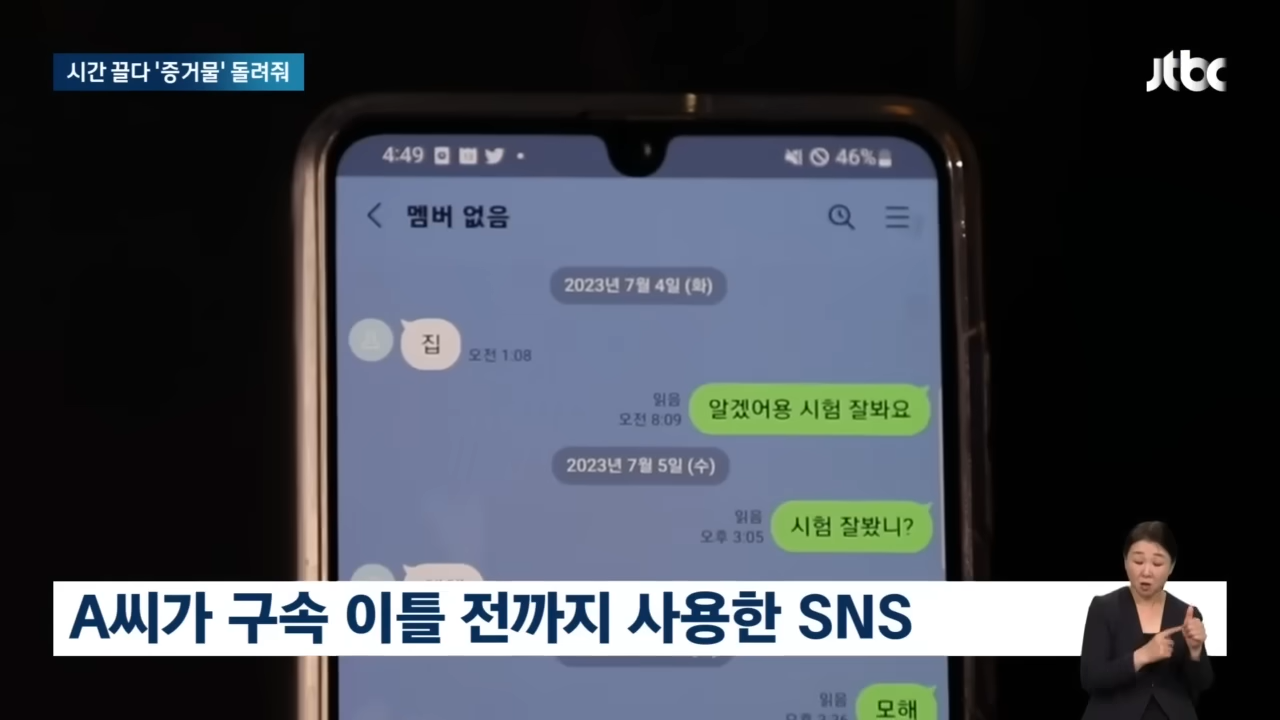 시간 끌다 '증거물' 돌려줘
jtbc
4:49
46%
멤버 없음
2023년 7월 4일 (화)
집
오전 1:08
읽음
오전 8:09
알겠어용 시험 잘봐요
2023년 7월 5일 (수)
읽음
오후 3:05
시험 잘봤니?
A씨가 구속 이틀 전까지 사용한 SNS
읽음
모해